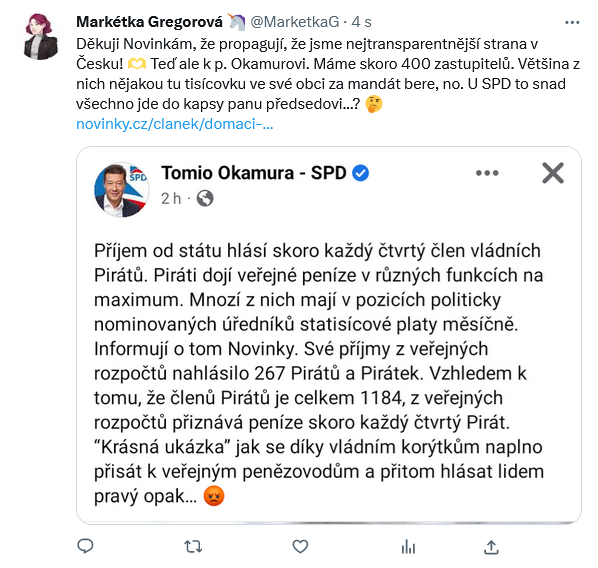 Markétka Gregorová 🦄 @MarketkaG · 4 s
Děkuji Novinkám, že propagují, že jsme nejtransparentnější strana v
Česku! 🫶 Teď ale k p. Okamurovi. Máme skoro 400 zastupitelů. Většina z
nich nějakou tu tisícovku ve své obci za mandát bere, no. U SPD to snad
všechno jde do kapsy panu předsedovi...? 🤔
novinky.cz/clanek/domaci-...
SPD
Tomio Okamura - SPD
2 h ·
Příjem od státu hlásí skoro každý čtvrtý člen vládních
Pirátů. Piráti dojí veřejné peníze v různých funkcích na
maximum. Mnozí z nich mají v pozicích politicky
nominovaných úředníků statisícové platy měsíčně.
Informují o tom Novinky. Své příjmy z veřejných
rozpočtů nahlásilo 267 Pirátů a Pirátek. Vzhledem k
tomu, že členů Pirátů je celkem 1184, z veřejných
rozpočtů přiznává peníze skoro každý čtvrtý Pirát.
“Krásná ukázka” jak se díky vládním korýtkům naplno
přisát k veřejným penězovodům a přitom hlásat lidem
pravý opak... 😡